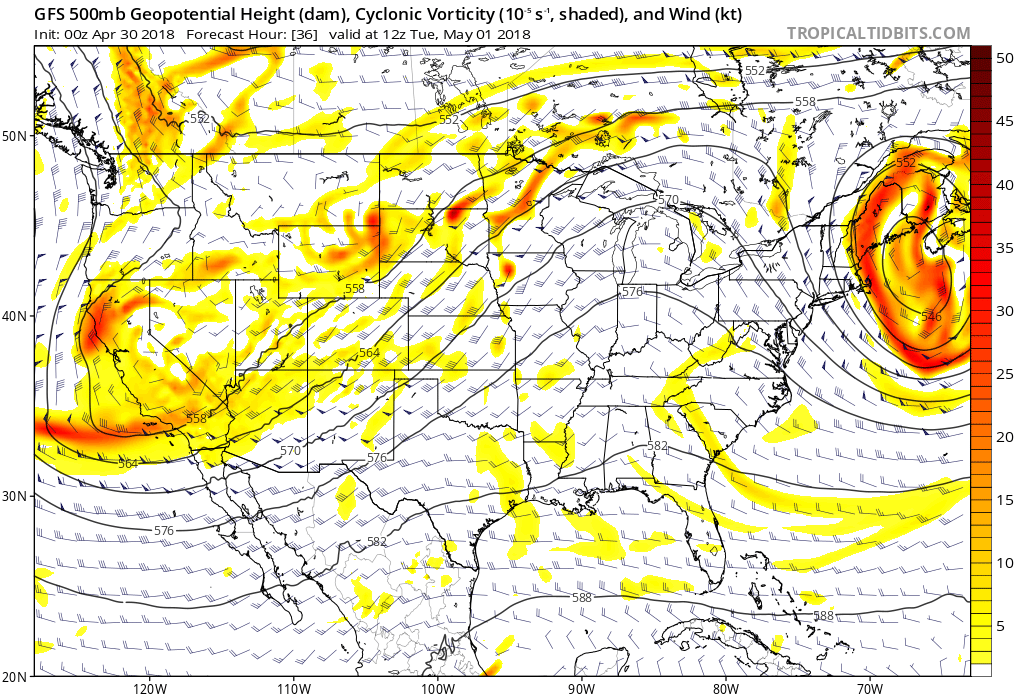 GFS 500mb Geopotential Height (dam), Cyclonic Vorticity (10⁻⁵ s⁻¹, shaded), and Wind (kt)
Init: 00z Apr 30 2018 Forecast Hour: [36] valid at 12z Tue, May 01 2018
TROPICALTIDBITS.COM
50
552
558
552
552
45
50N
552
40
570
35
558
576
30
40N
546
564
25
558
20
582
570
576
564
15
30N
576
582
10
588
588
5
20N
120W
110W
100W
90W
80W
70W